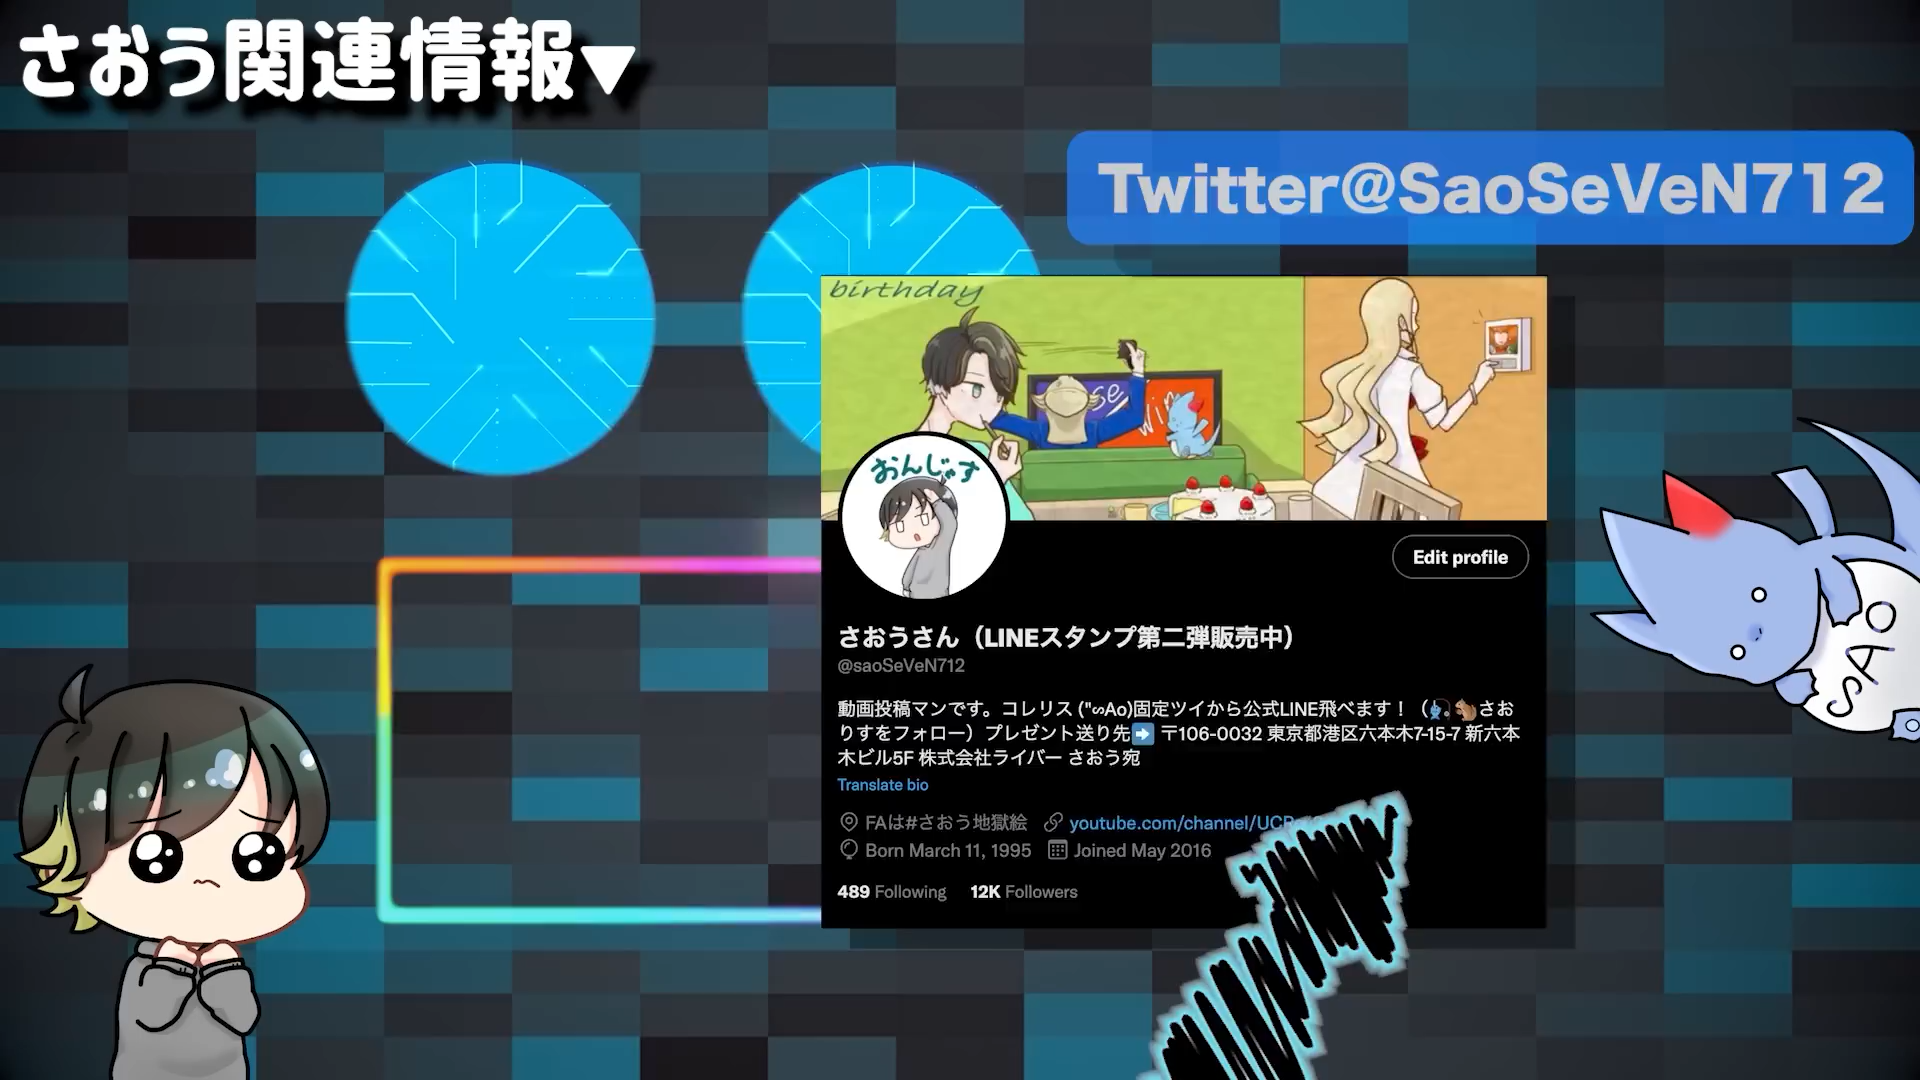 さおう関連情報▼
Twitter@SaoSeVeN712
birthday
se
win
おんじゃす
Edit profile
さおうさん（LINEスタンプ第二弾販売中）
@saoSeVeN712
動画投稿マンです。コレリス ("∽Ao)固定ツイから公式LINE飛べます！（🎣🐿さお
りすをフォロー）プレゼント送り先➡ 〒106-0032 東京都港区六本木7-15-7 新六本
木ビル5F 株式会社ライバー さおう宛
Translate bio
FAは#さおう地獄絵 youtube.com/channel/UC
Born March 11, 1995 Joined May 2016
489 Following 12K Followers
SAO